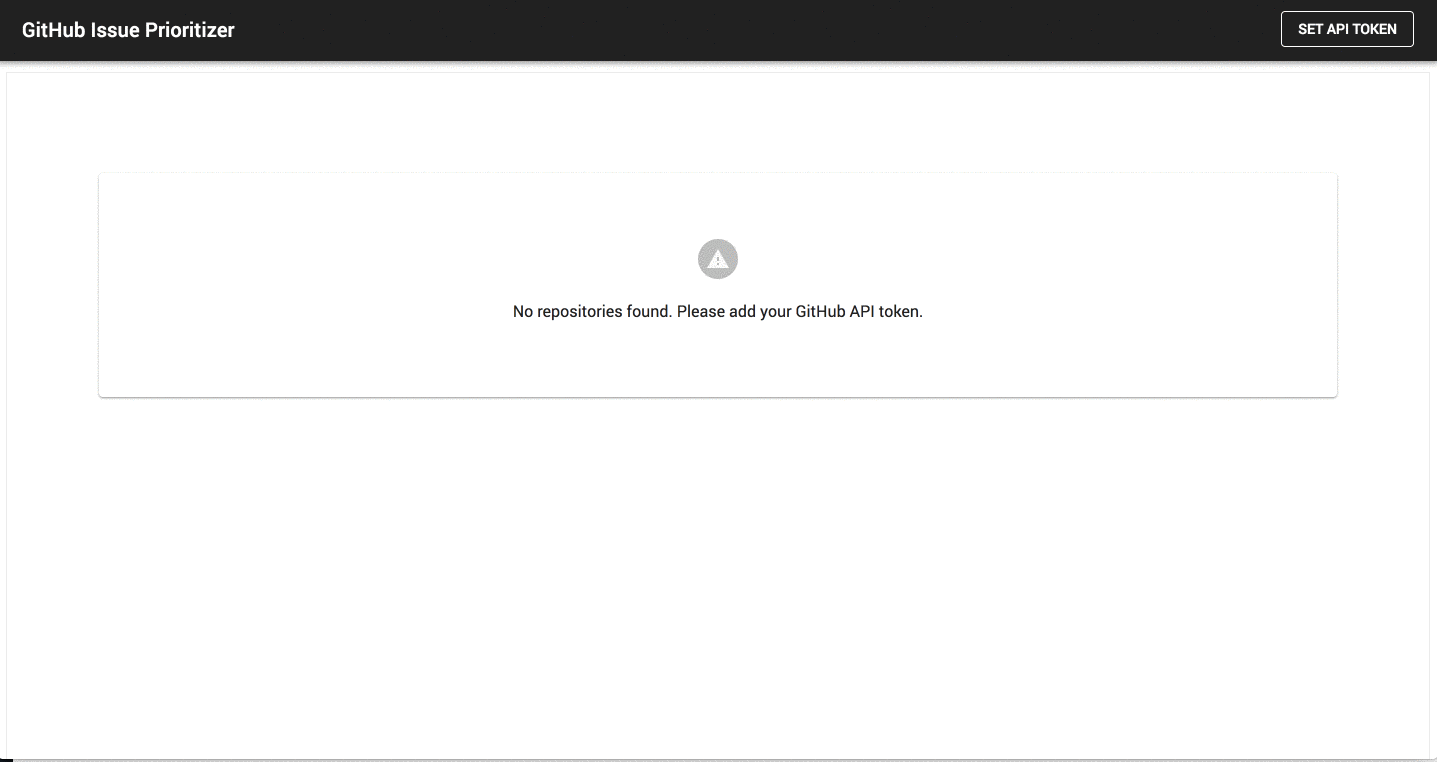 GitHub Issue Prioritizer
SET API TOKEN
No repositories found. Please add your GitHub API token.